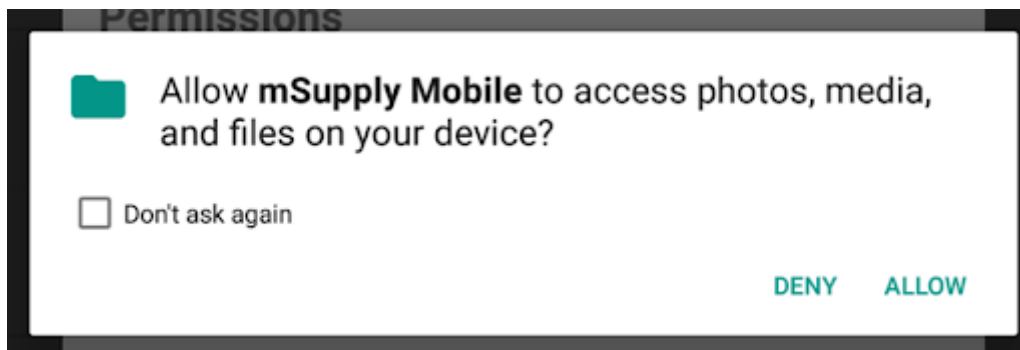 Permissions
Allow mSupply Mobile to access photos, media,
and files on your device?
Don't ask again
DENY ALLOW